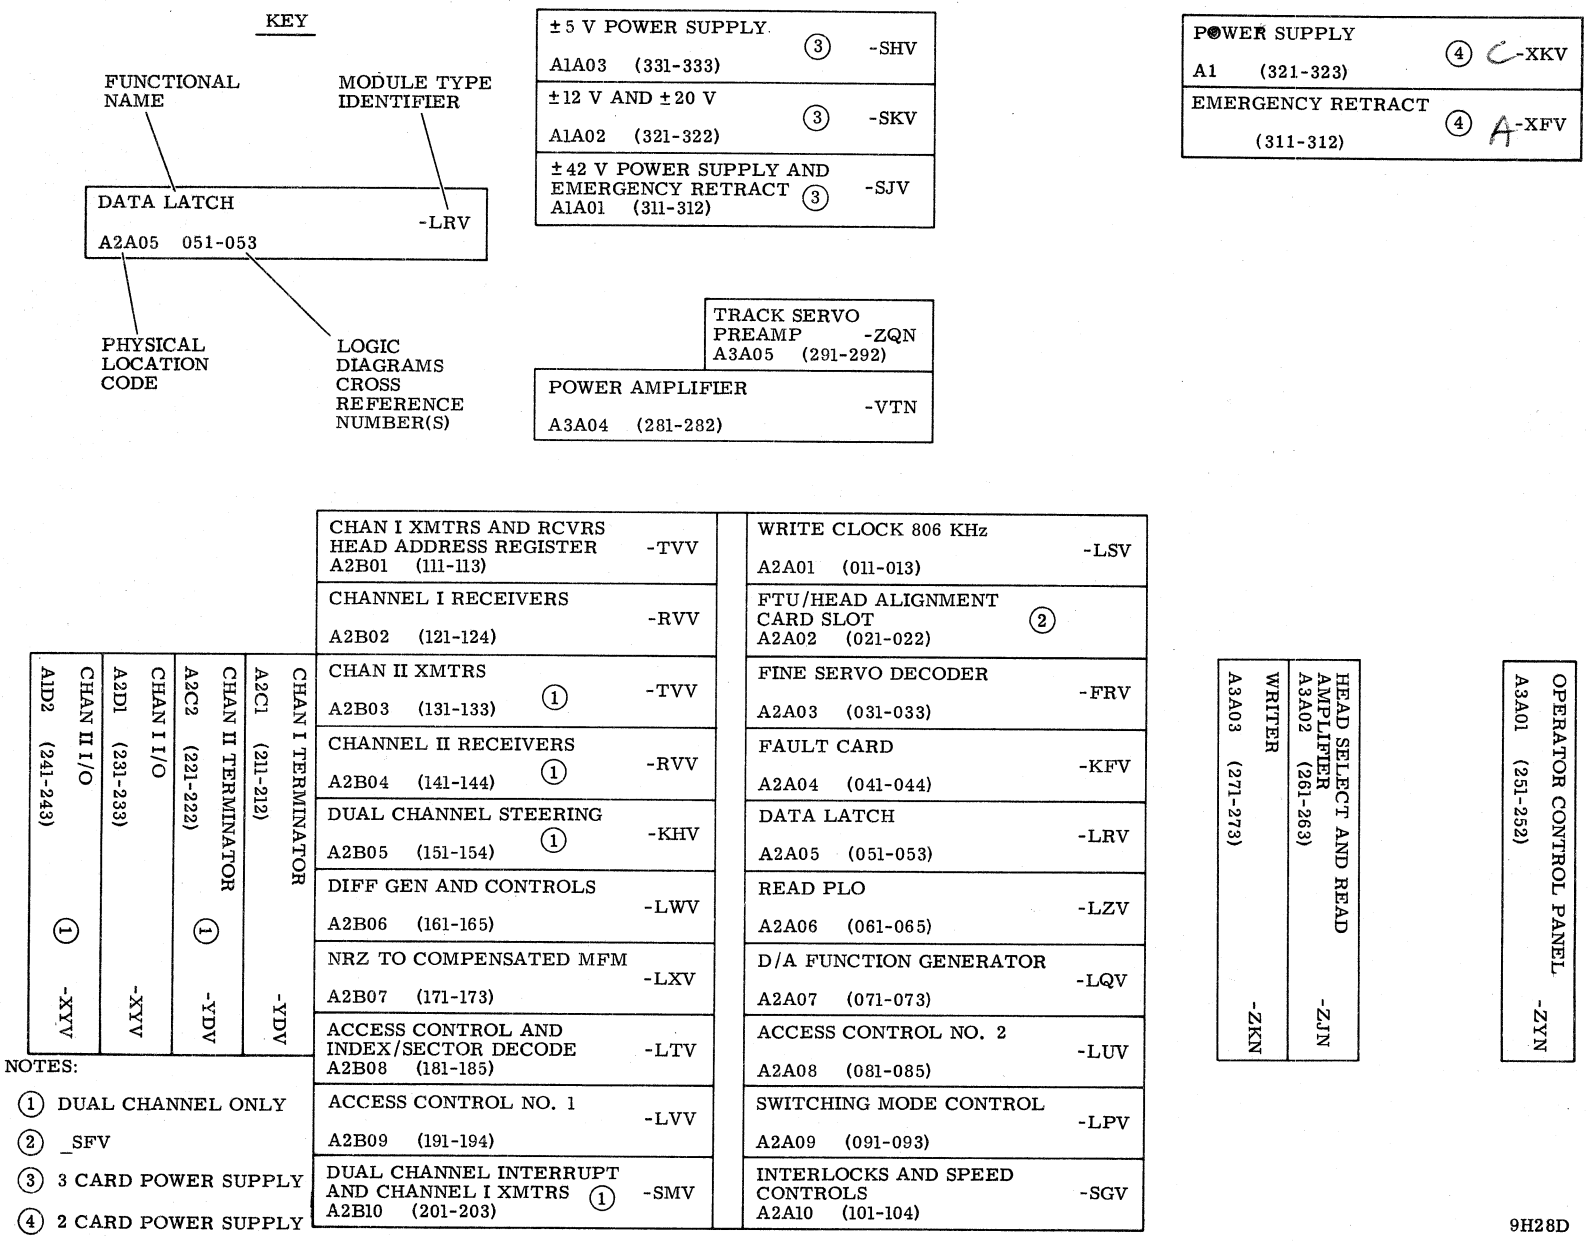 KEY
FUNCTIONAL
NAME
MODULE TYPE
IDENTIFIER
DATA LATCH
-LRV
A2A05 051-053
PHYSICAL
LOCATION
CODE
LOGIC
DIAGRAMS
CROSS
REFERENCE
NUMBER(S)
±5 V POWER SUPPLY
3 -SHV
A1A03 (331-333)
±12 V AND ±20 V
3 -SKV
A1A02 (321-322)
±42 V POWER SUPPLY AND
EMERGENCY RETRACT 3 -SJV
A1A01 (311-312)
POWER SUPPLY
4 C-XKV
A1 (321-323)
EMERGENCY RETRACT
4 A-XFV
(311-312)
TRACK SERVO
PREAMP -ZQN
A3A05 (291-292)
POWER AMPLIFIER
-VTN
A3A04 (281-282)
CHAN I XMTRS AND RCVRS
HEAD ADDRESS REGISTER -TVV
A2B01 (111-113)
CHANNEL I RECEIVERS
-RVV
A2B02 (121-124)
CHAN II XMTRS
1 -TVV
A2B03 (131-133)
CHANNEL II RECEIVERS
1 -RVV
A2B04 (141-144)
DUAL CHANNEL STEERING
1 -KHV
A2B05 (151-154)
DIFF GEN AND CONTROLS
-LWV
A2B06 (161-165)
NRZ TO COMPENSATED MFM
-LXV
A2B07 (171-173)
ACCESS CONTROL AND
INDEX/SECTOR DECODE -LTV
A2B08 (181-185)
ACCESS CONTROL NO. 1
-LVV
A2B09 (191-194)
DUAL CHANNEL INTERRUPT
AND CHANNEL I XMTRS 1 -SMV
A2B10 (201-203)
WRITE CLOCK 806 KHz
-LSV
A2A01 (011-013)
FTU/HEAD ALIGNMENT
CARD SLOT 2
A2A02 (021-022)
FINE SERVO DECODER
-FRV
A2A03 (031-033)
FAULT CARD
-KFV
A2A04 (041-044)
DATA LATCH
-LRV
A2A05 (051-053)
READ PLO
-LZV
A2A06 (061-065)
D/A FUNCTION GENERATOR
-LQV
A2A07 (071-073)
ACCESS CONTROL NO. 2
-LUV
A2A08 (081-085)
SWITCHING MODE CONTROL
-LPV
A2A09 (091-093)
INTERLOCKS AND SPEED
CONTROLS -SGV
A2A10 (101-104)
CHAN II I/O
A1D2 (241-243) 1 -XYV
CHAN I I/O
A2D1 (231-233) -XYV
CHAN II TERMINATOR
A2C2 (221-222) 1 -YDV
CHAN I TERMINATOR
A2C1 (211-212) -YDV
WRITER
A3A03 (271-273) -ZKN
HEAD SELECT AND READ
AMPLIFIER -ZJN
A3A02 (261-263)
OPERATOR CONTROL PANEL
A3A01 (251-252) -ZYN
NOTES:
1 DUAL CHANNEL ONLY
2 _SFV
3 3 CARD POWER SUPPLY
4 2 CARD POWER SUPPLY
9H28D